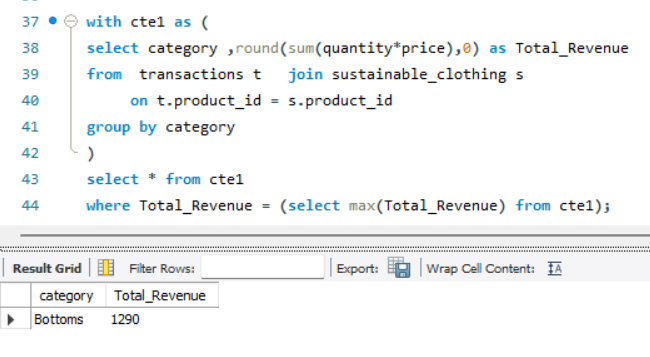 37 with cte1 as (
38 select category ,round(sum(quantity*price),0) as Total_Revenue
39 from transactions t join sustainable_clothing s
40 on t.product_id = s.product_id
41 group by category
42 )
43 select * from cte1
44 where Total_Revenue = (select max(Total_Revenue) from cte1);
Result Grid Filter Rows: Export: Wrap Cell Content: IA
category Total_Revenue
Bottoms 1290